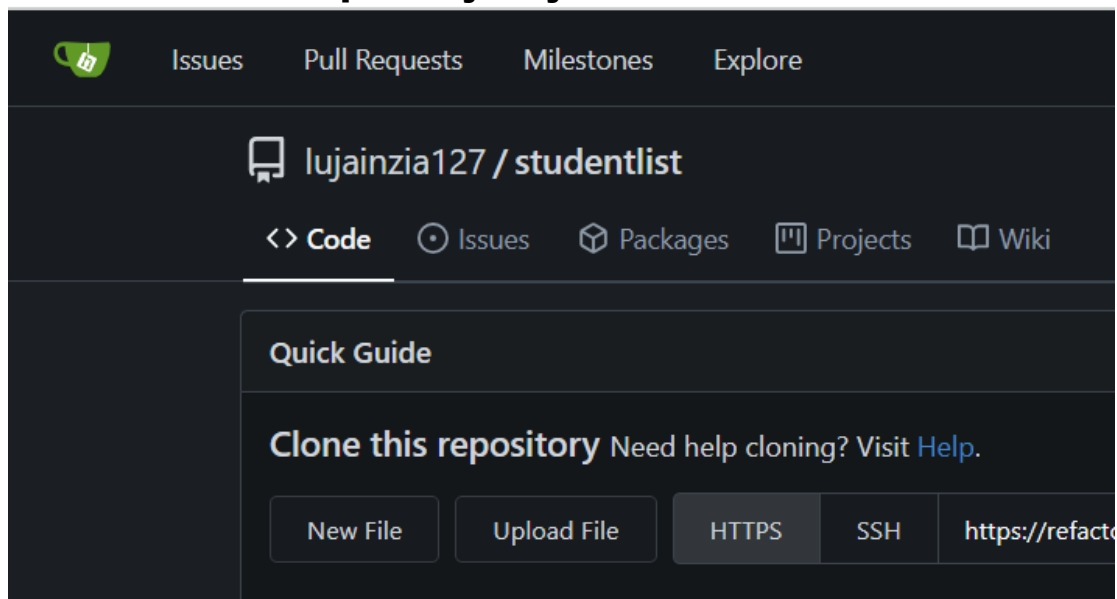 Issues Pull Requests Milestones Explore
lujainzia127 / studentlist
<> Code Issues Packages Projects Wiki
Quick Guide
Clone this repository Need help cloning? Visit Help.
New File Upload File HTTPS SSH https://refacto